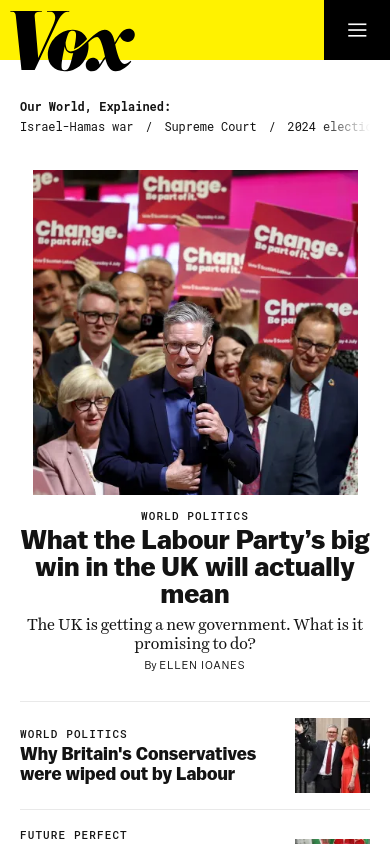 Vox
Our World, Explained:
Israel-Hamas war / Supreme Court / 2024 electi
Change.
Be part of it.
Change.
Be part of it.
Change.
Be part of it.
Change.
Be part of it.
Change.
Be part of it.
WORLD POLITICS
What the Labour Party’s big
win in the UK will actually
mean
The UK is getting a new government. What is it
promising to do?
By ELLEN IOANES
WORLD POLITICS
Why Britain's Conservatives
were wiped out by Labour
FUTURE PERFECT